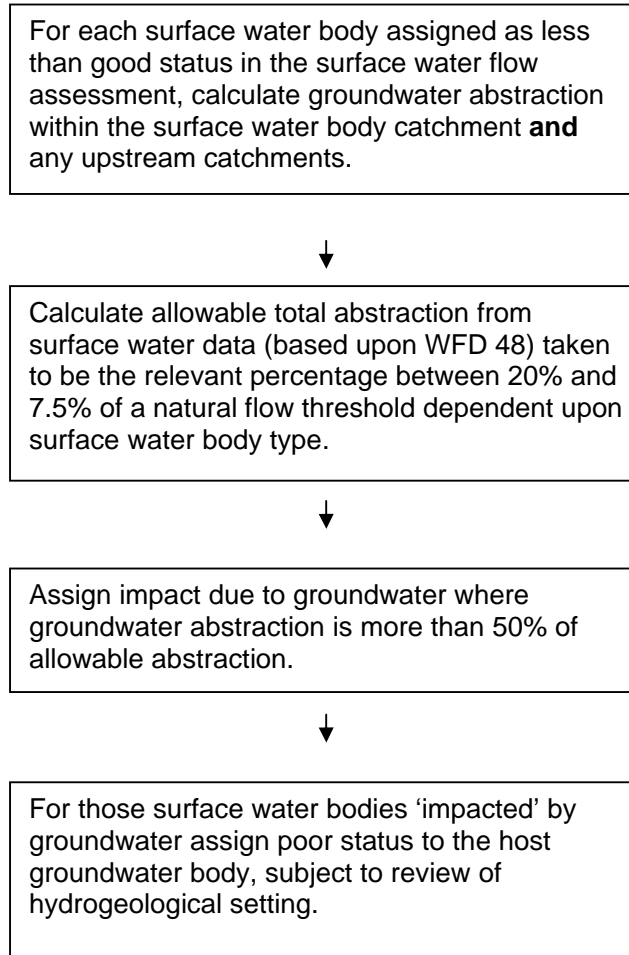 For each surface water body assigned as less
than good status in the surface water flow
assessment, calculate groundwater abstraction
within the surface water body catchment and
any upstream catchments.
Calculate allowable total abstraction from
surface water data (based upon WFD 48) taken
to be the relevant percentage between 20% and
7.5% of a natural flow threshold dependent upon
surface water body type.
Assign impact due to groundwater where
groundwater abstraction is more than 50% of
allowable abstraction.
For those surface water bodies ‘impacted’ by
groundwater assign poor status to the host
groundwater body, subject to review of
hydrogeological setting.